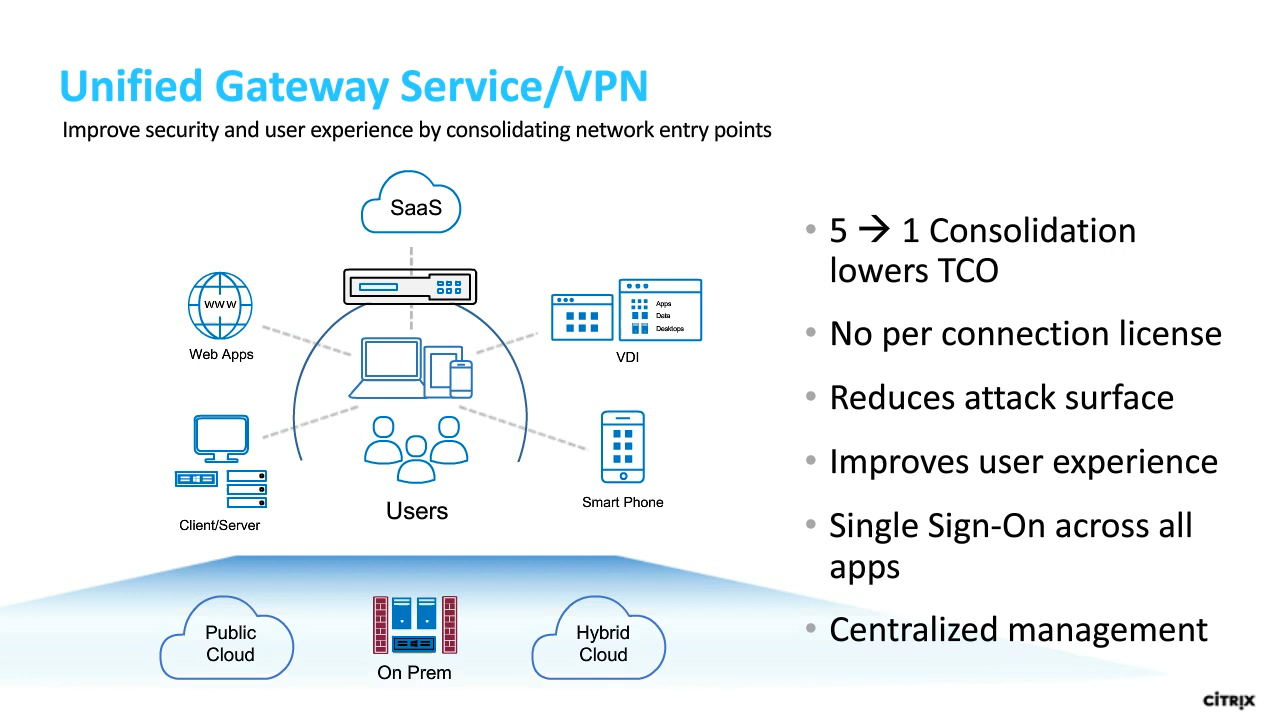 Unified Gateway Service/VPN
Improve security and user experience by consolidating network entry points
SaaS
www
Web Apps
Apps
Data
Desktops
VDI
Client/Server
Users
Smart Phone
Public
Cloud
On Prem
Hybrid
Cloud
• 5 → 1 Consolidation
lowers TCO
• No per connection license
• Reduces attack surface
• Improves user experience
• Single Sign-On across all
apps
• Centralized management
CiTRIX